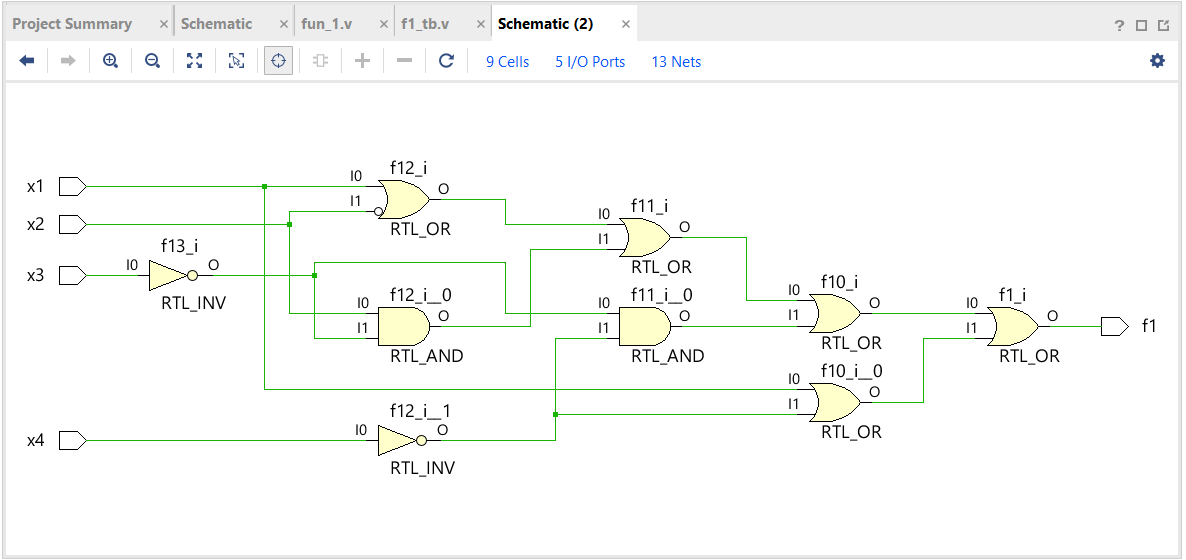 Project Summary × Schematic × fun_1.v × f1_tb.v × Schematic (2) × ?
9 Cells 5 I/O Ports 13 Nets
f12_i
x1 I0 O
I1 f11_i
x2 RTL_OR I0 O
f13_i I1
x3 I0 O RTL_OR f10_i
RTL_INV f12_i__0 f11_i__0 I0 O f1_i
I0 O I0 O I1 I0 O f1
I1 I1 RTL_OR I1
RTL_AND RTL_AND RTL_OR
f10_i__0
I0 O
f12_i__1 I1
x4 I0 O RTL_OR
RTL_INV